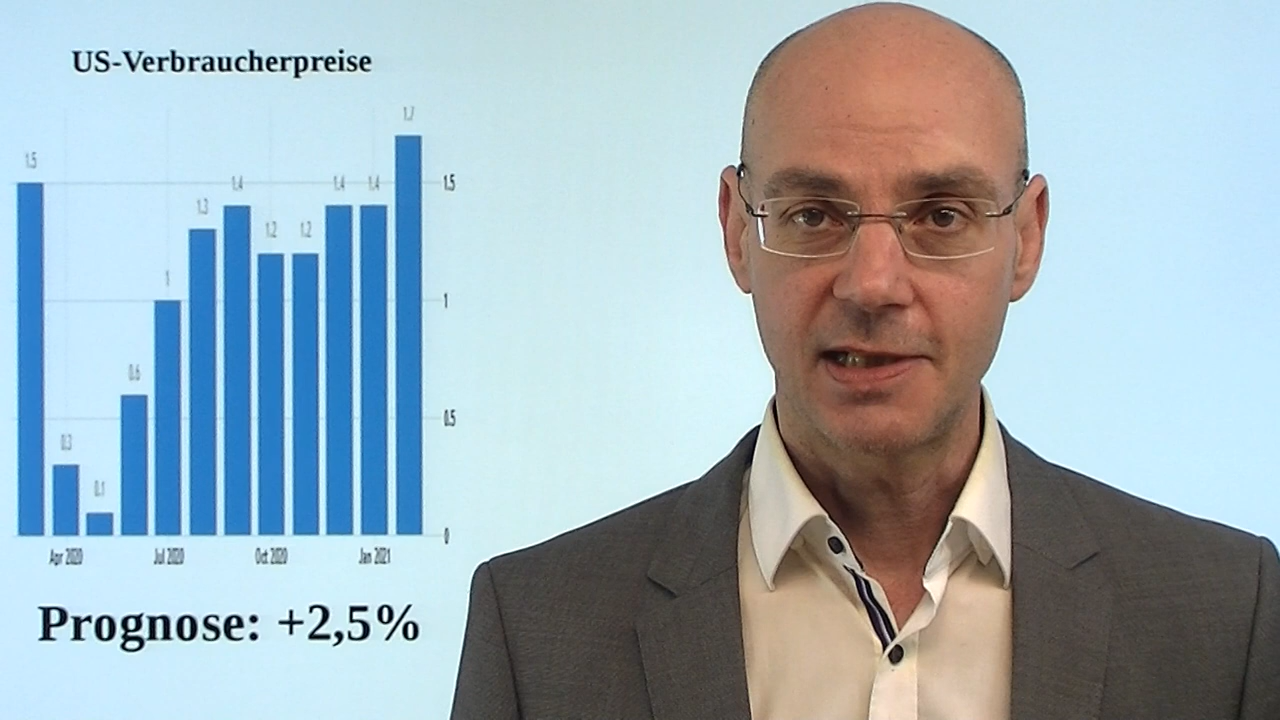 US-Verbraucherpreise
1.7
1.5
1.4 1.4 1.4 1.5
1.3
1.2 1.2
1
1
0.6
0.5
0.3
0.1
0
Apr 2020 Jul 2020 Oct 2020 Jan 2021
Prognose: +2,5%